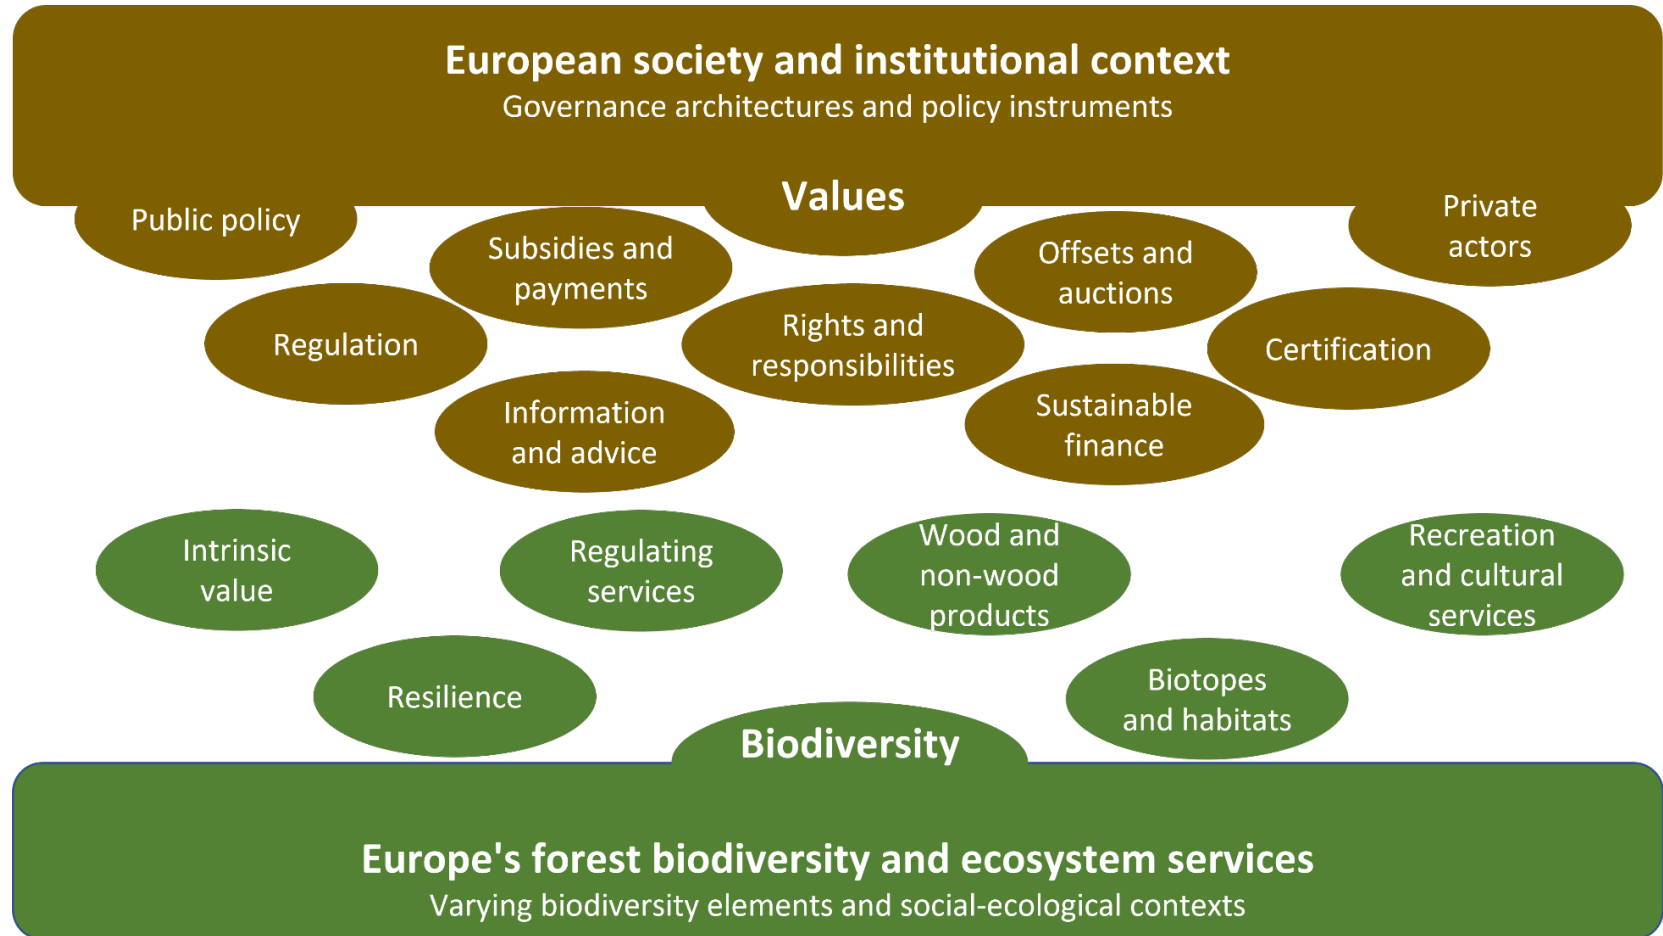 European society and institutional context
Governance architectures and policy instruments
Values
Public policy
Subsidies and
payments
Offsets and
auctions
Private
actors
Regulation
Rights and
responsibilities
Certification
Information
and advice
Sustainable
finance
Intrinsic
value
Regulating
services
Wood and
non-wood
products
Recreation
and cultural
services
Resilience
Biotopes
and habitats
Biodiversity
Europe's forest biodiversity and ecosystem services
Varying biodiversity elements and social-ecological contexts